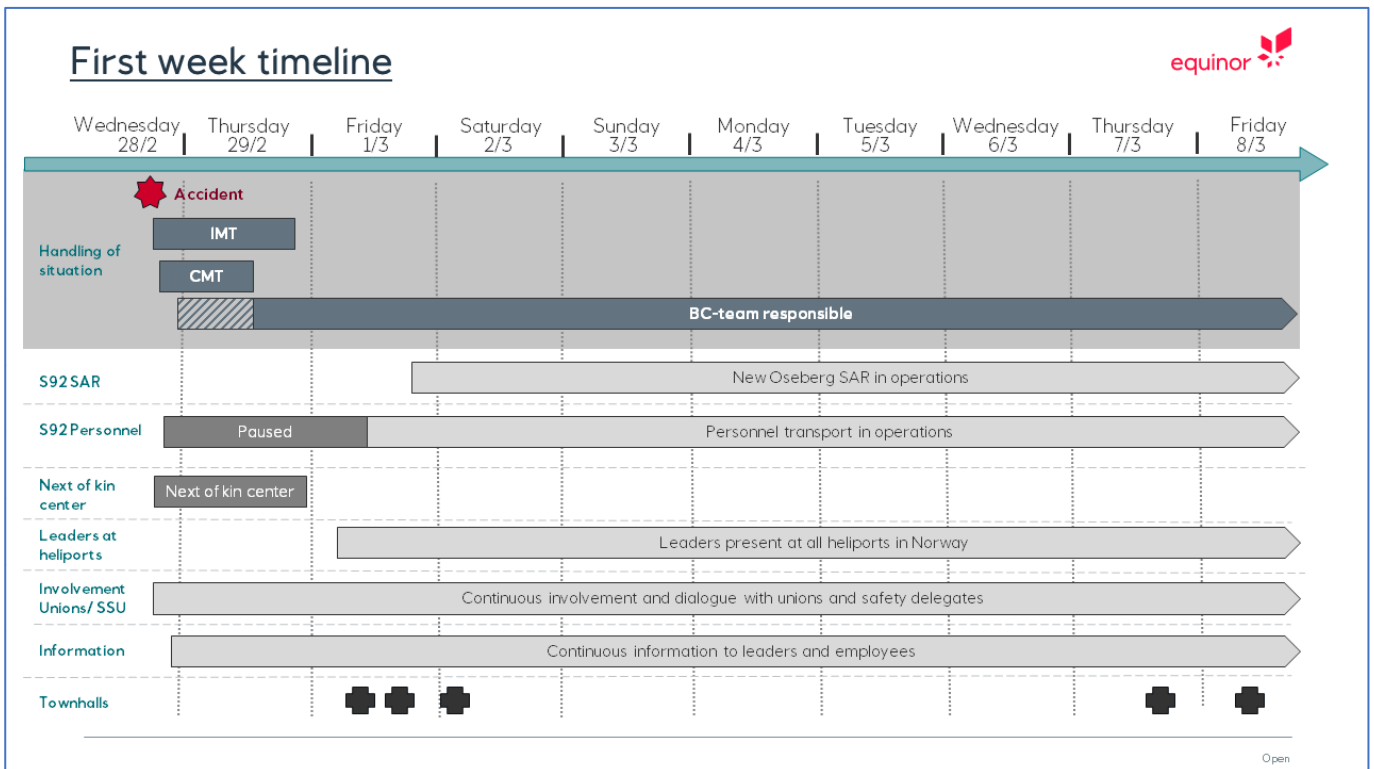 First week timeline
equinor
Wednesday Thursday Friday Saturday Sunday Monday Tuesday Wednesday Thursday Friday
28/2 29/2 1/3 2/3 3/3 4/3 5/3 6/3 7/3 8/3
Accident
Handling of
situation
IMT
CMT
BC-team responsible
S92 SAR
New Oseberg SAR in operations
S92 Personnel
Paused
Personnel transport in operations
Next of kin
center
Next of kin center
Leaders at
heliports
Leaders present at all heliports in Norway
Involvement
Unions/ SSU
Continuous involvement and dialogue with unions and safety delegates
Information
Continuous information to leaders and employees
Townhalls
Open